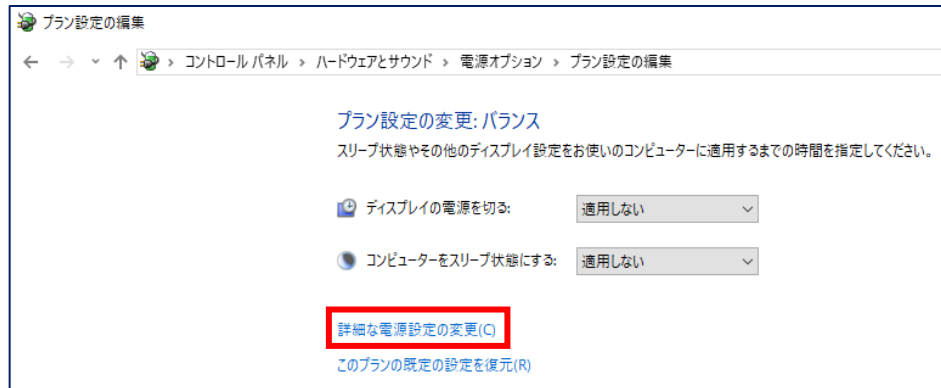 プラン設定の編集
コントロール パネル › ハードウェアとサウンド › 電源オプション › プラン設定の編集
プラン設定の変更: バランス
スリープ状態やその他のディスプレイ設定をお使いのコンピューターに適用するまでの時間を指定してください。
ディスプレイの電源を切る: 適用しない
コンピューターをスリープ状態にする: 適用しない
詳細な電源設定の変更(C)
このプランの既定の設定を復元(R)